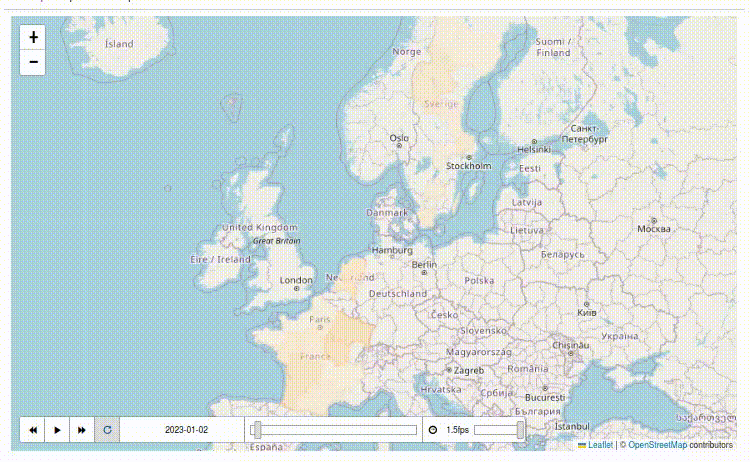 +
−
Ísland
Norge
Suomi /
Finland
Sverige
Oslo
Санкт-
Петербург
Helsinki
Stockholm
Eesti
Latvija
Danmark
Lietuva
Москва
United Kingdom
Great Britain
Hamburg
Беларусь
Éire / Ireland
Berlin
London
Nederland
Polska
Deutschland
Київ
Paris
Česko
Slovensko
Україна
Chișinău
France
Magyarország
Zagreb
România
Hrvatska
Србија
București
България
საქართველო
İstanbul
2023-01-02
1.5fps
España
Leaflet | © OpenStreetMap contributors